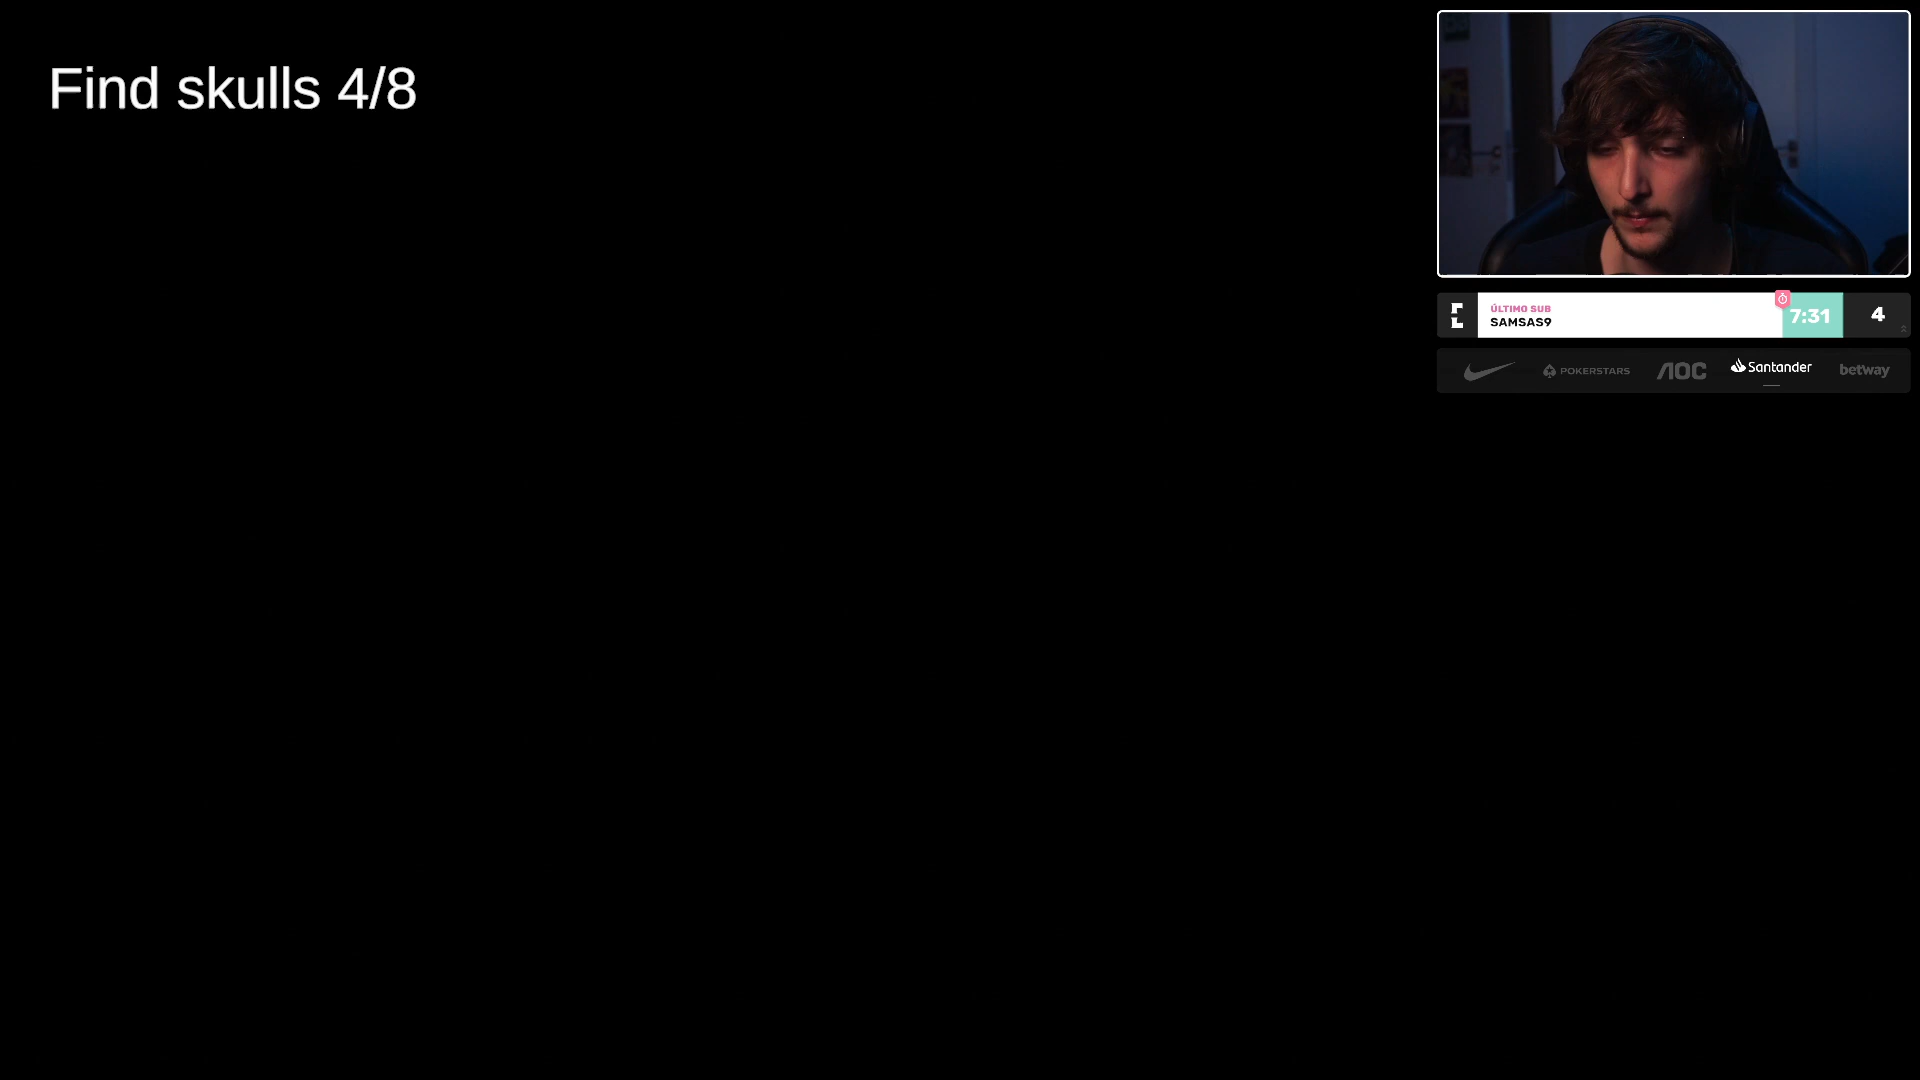 Find skulls 4/8
ÚLTIMO SUB
SAMSAS9
7:31
4
POKERSTARS
AOC
Santander
betway